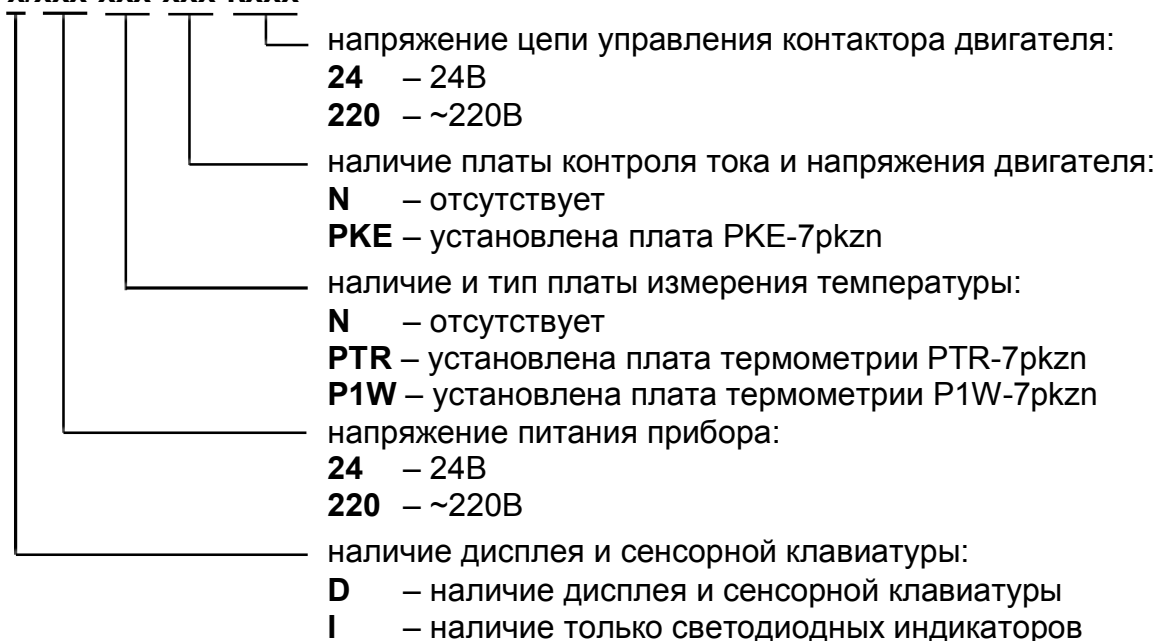 напряжение цепи управления контактора двигателя:
24 – 24В
220 – ~220В
наличие платы контроля тока и напряжения двигателя:
N – отсутствует
PKE – установлена плата PKE-7pkzn
наличие и тип платы измерения температуры:
N – отсутствует
PTR – установлена плата термометрии PTR-7pkzn
P1W – установлена плата термометрии P1W-7pkzn
напряжение питания прибора:
24 – 24В
220 – ~220В
наличие дисплея и сенсорной клавиатуры:
D – наличие дисплея и сенсорной клавиатуры
I – наличие только светодиодных индикаторов